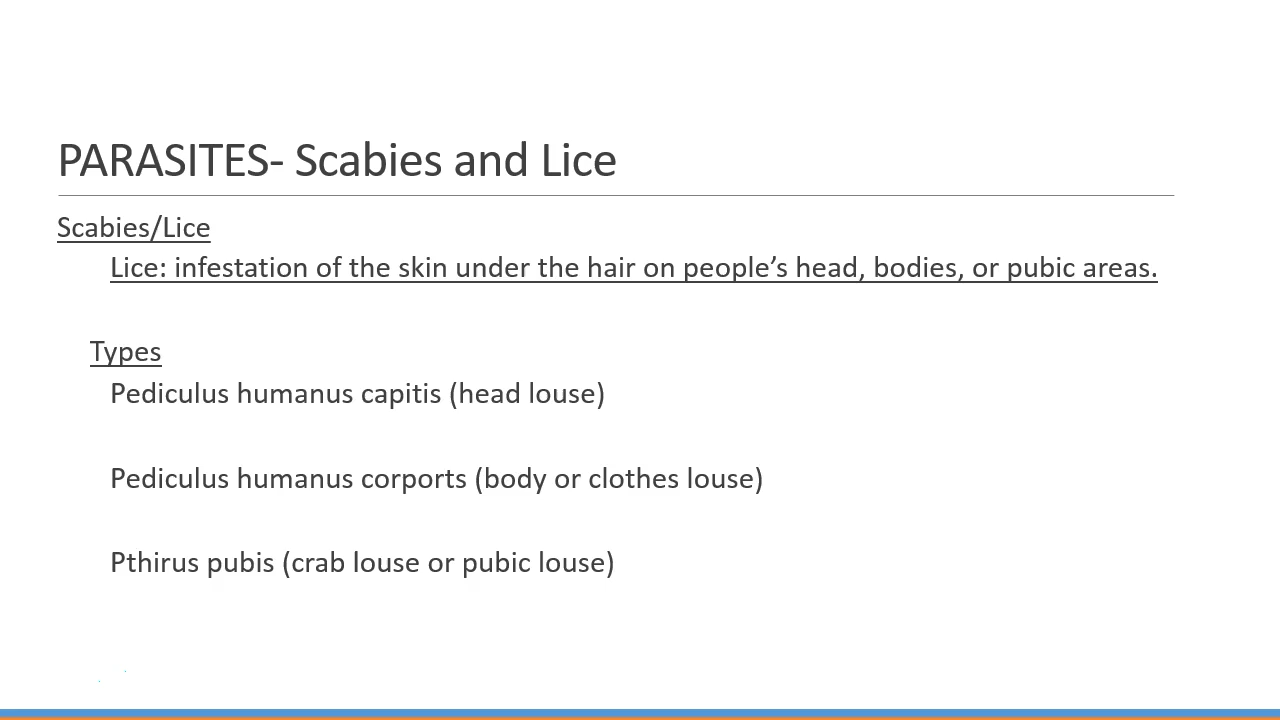 PARASITES- Scabies and Lice
Scabies/Lice
Lice: infestation of the skin under the hair on people’s head, bodies, or pubic areas.
Types
Pediculus humanus capitis (head louse)
Pediculus humanus corports (body or clothes louse)
Pthirus pubis (crab louse or pubic louse)